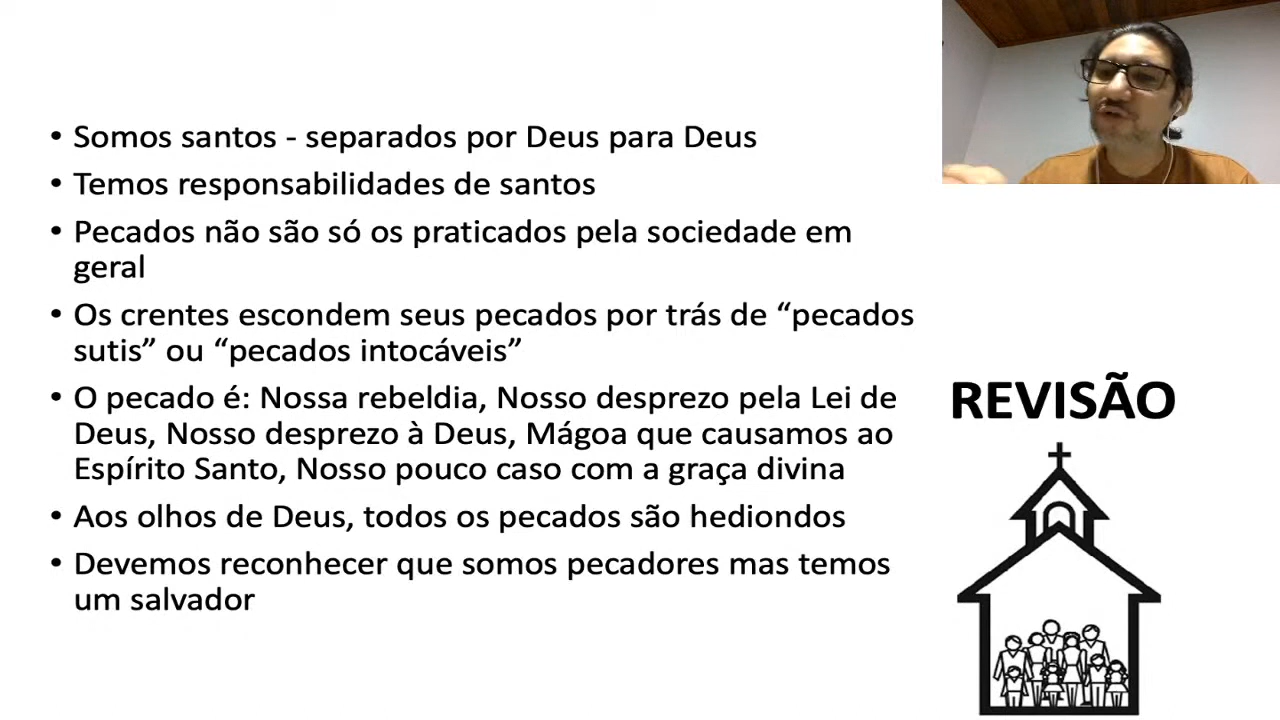 • Somos santos - separados por Deus para Deus
• Temos responsabilidades de santos
• Pecados não são só os praticados pela sociedade em
geral
• Os crentes escondem seus pecados por trás de “pecados
sutis” ou “pecados intocáveis”
• O pecado é: Nossa rebeldia, Nosso desprezo pela Lei de
Deus, Nosso desprezo à Deus, Mágoa que causamos ao
Espírito Santo, Nosso pouco caso com a graça divina
• Aos olhos de Deus, todos os pecados são hediondos
• Devemos reconhecer que somos pecadores mas temos
um salvador
REVISÃO